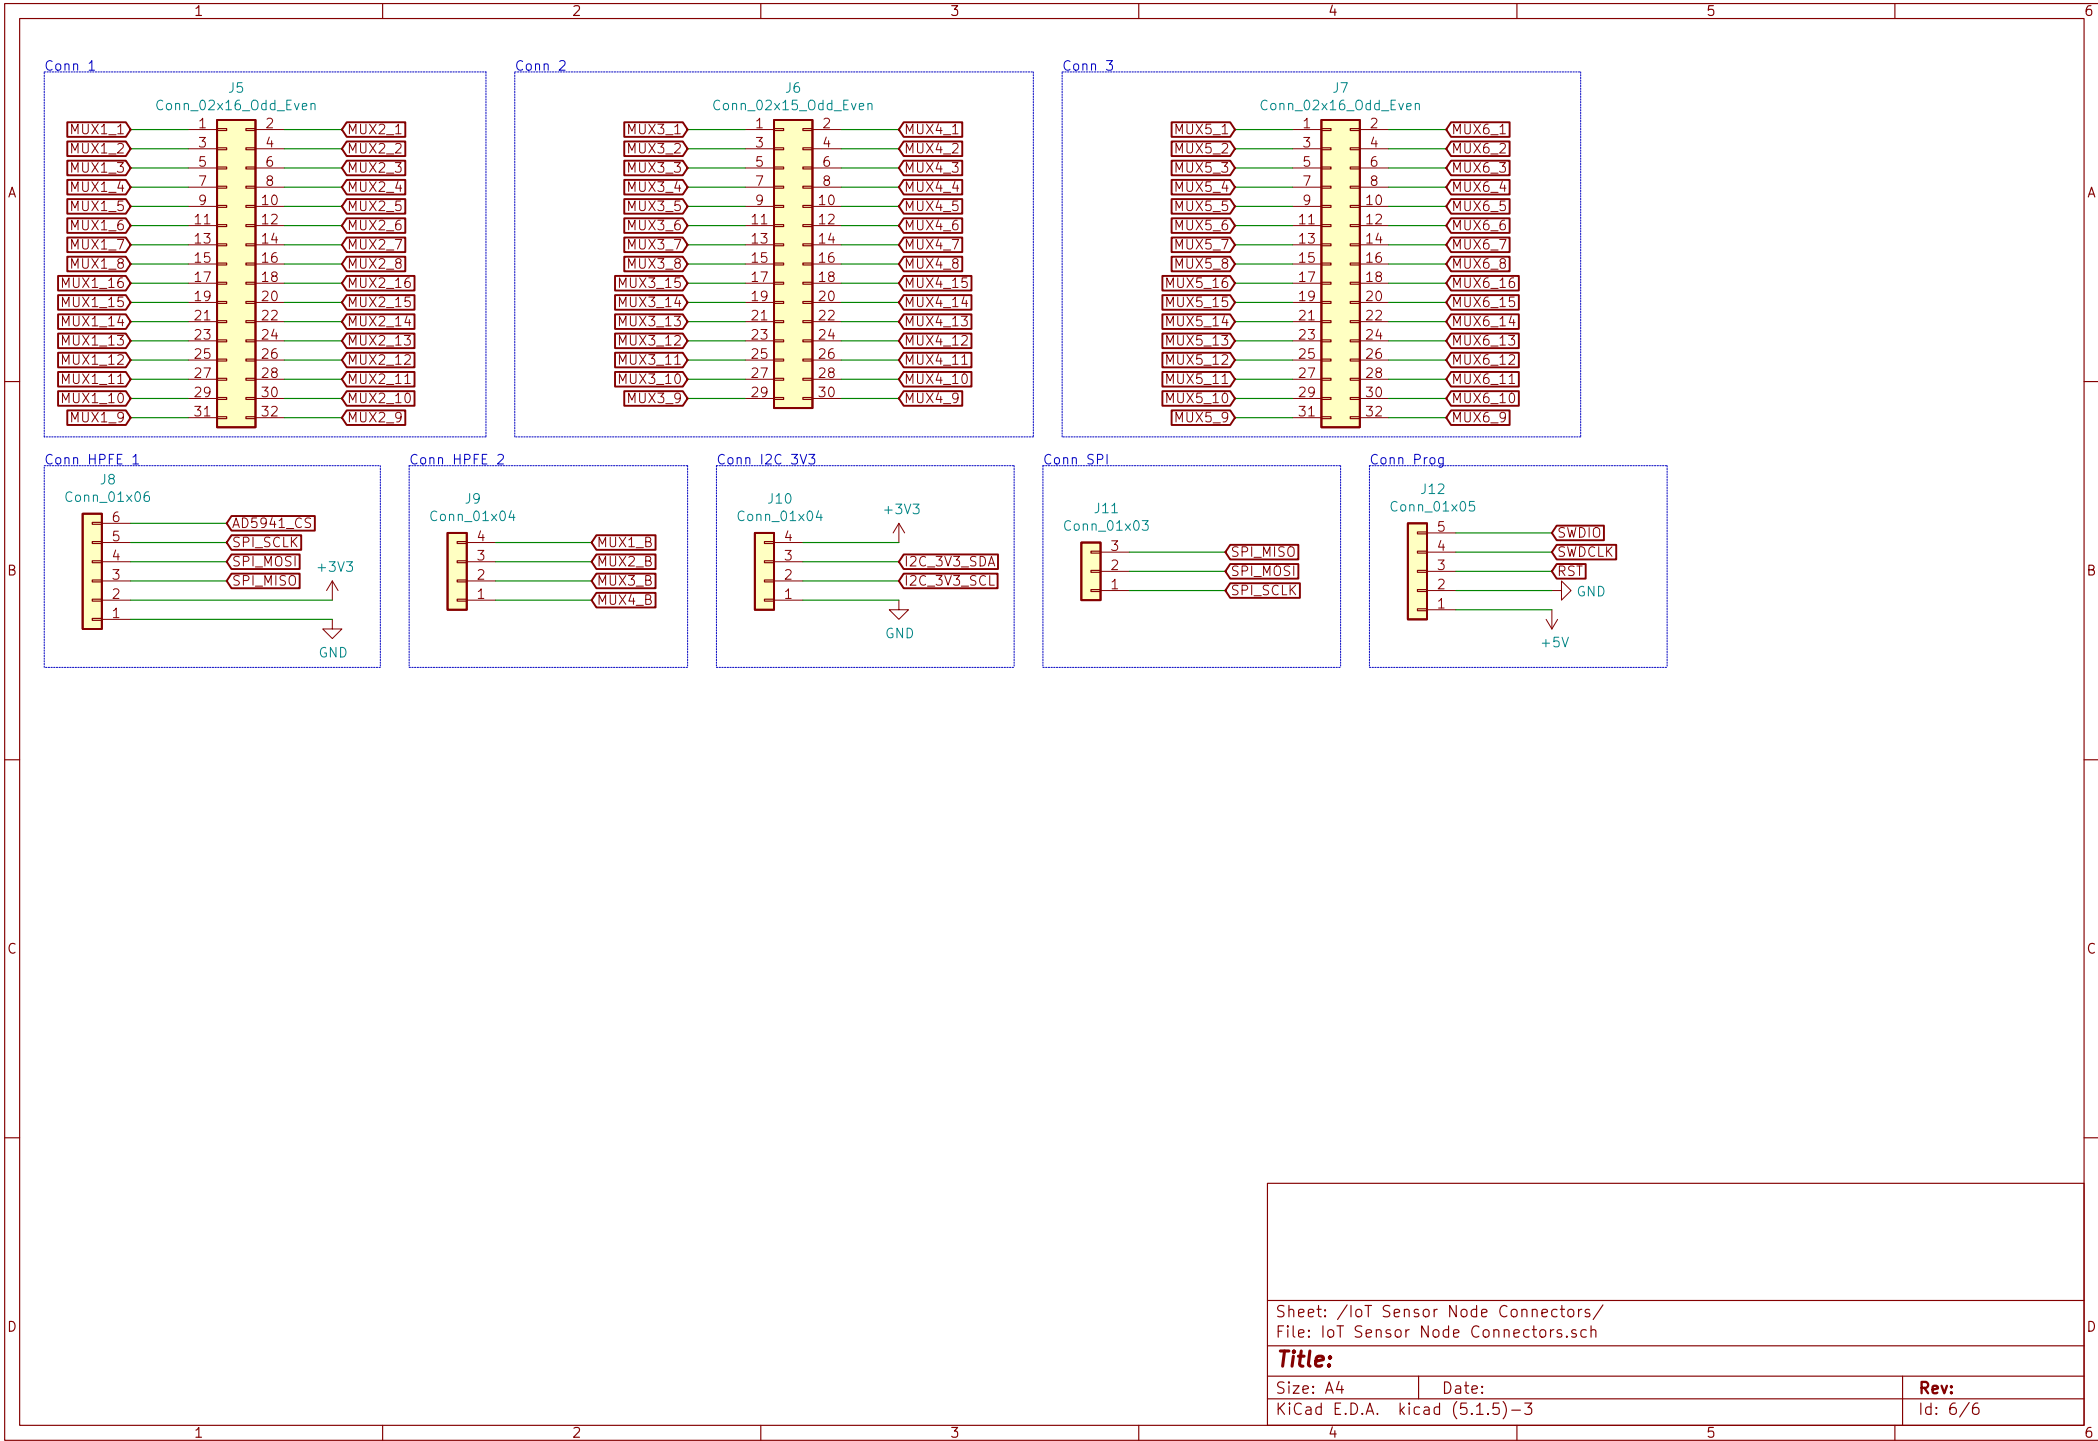 1 2 3 4 5 6
Conn 1 Conn 2 Conn 3
J5 J6 J7
Conn_02x16_Odd_Even Conn_02x15_Odd_Even Conn_02x16_Odd_Even
MUX1_1 1 2 MUX2_1 MUX3_1 1 2 MUX4_1 MUX5_1 1 2 MUX6_1
MUX1_2 3 4 MUX2_2 MUX3_2 3 4 MUX4_2 MUX5_2 3 4 MUX6_2
MUX1_3 5 6 MUX2_3 MUX3_3 5 6 MUX4_3 MUX5_3 5 6 MUX6_3
MUX1_4 7 8 MUX2_4 MUX3_4 7 8 MUX4_4 MUX5_4 7 8 MUX6_4
A A
MUX1_5 9 10 MUX2_5 MUX3_5 9 10 MUX4_5 MUX5_5 9 10 MUX6_5
MUX1_6 11 12 MUX2_6 MUX3_6 11 12 MUX4_6 MUX5_6 11 12 MUX6_6
MUX1_7 13 14 MUX2_7 MUX3_7 13 14 MUX4_7 MUX5_7 13 14 MUX6_7
MUX1_8 15 16 MUX2_8 MUX3_8 15 16 MUX4_8 MUX5_8 15 16 MUX6_8
MUX1_16 17 18 MUX2_16 MUX3_15 17 18 MUX4_15 MUX5_16 17 18 MUX6_16
MUX1_15 19 20 MUX2_15 MUX3_14 19 20 MUX4_14 MUX5_15 19 20 MUX6_15
MUX1_14 21 22 MUX2_14 MUX3_13 21 22 MUX4_13 MUX5_14 21 22 MUX6_14
MUX1_13 23 24 MUX2_13 MUX3_12 23 24 MUX4_12 MUX5_13 23 24 MUX6_13
MUX1_12 25 26 MUX2_12 MUX3_11 25 26 MUX4_11 MUX5_12 25 26 MUX6_12
MUX1_11 27 28 MUX2_11 MUX3_10 27 28 MUX4_10 MUX5_11 27 28 MUX6_11
MUX1_10 29 30 MUX2_10 MUX3_9 29 30 MUX4_9 MUX5_10 29 30 MUX6_10
MUX1_9 31 32 MUX2_9 MUX5_9 31 32 MUX6_9
Conn HPFE 1
J8
Conn_01x06
6 AD5941_CS
5 SPI_SCLK
4 SPI_MOSI
3 SPI_MISO
+3V3
2
1
GND
Conn HPFE 2
J9
Conn_01x04
4 MUX1_B
3 MUX2_B
2 MUX3_B
1 MUX4_B
Conn I2C 3V3
J10
Conn_01x04
+3V3
4
3 I2C_3V3_SDA
2 I2C_3V3_SCL
1
GND
Conn SPI
J11
Conn_01x03
3 SPI_MISO
2 SPI_MOSI
1 SPI_SCLK
Conn Prog
J12
Conn_01x05
5 SWDIO
4 SWDCLK
3 RST
2 GND
1
+5V
B B
C C
D D
Sheet: /IoT Sensor Node Connectors/
File: IoT Sensor Node Connectors.sch
Title:
Size: A4 Date: Rev:
KiCad E.D.A. kicad (5.1.5)-3 Id: 6/6
1 2 3 4 5 6